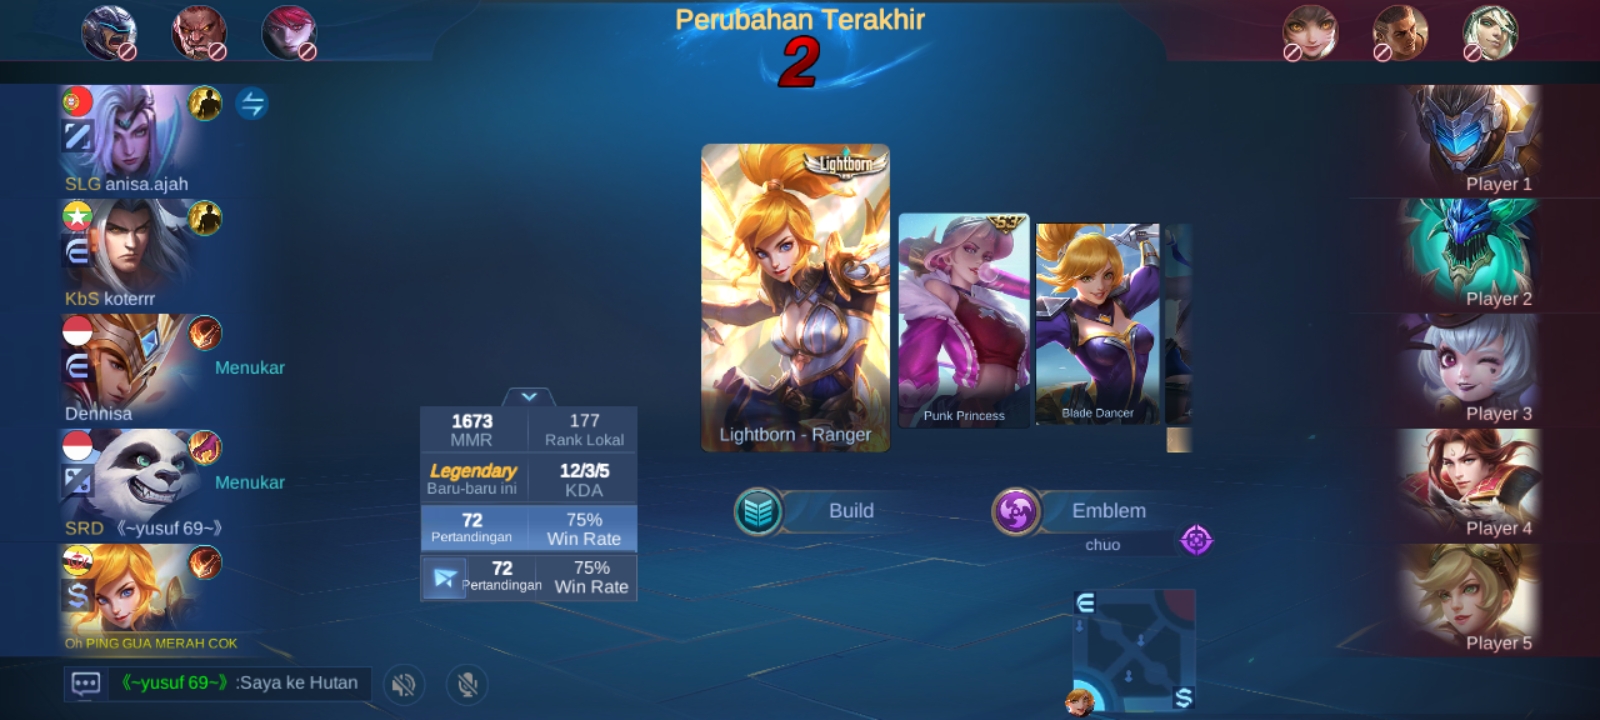 Perubahan Terakhir
2
SLG anisa.ajah
KbS koterrr
Menukar
Dennisa
Menukar
SRD 《~yusuf 69~》
Oh PING GUA MERAH COK
《~yusuf 69~》 :Saya ke Hutan
1673
MMR
177
Rank Lokal
Legendary
Baru-baru ini
12/3/5
KDA
72
Pertandingan
75%
Win Rate
72
Pertandingan
75%
Win Rate
Lightborn
Lightborn - Ranger
S3
Punk Princess
Blade Dancer
Build
Emblem
chuo
Player 1
Player 2
Player 3
Player 4
Player 5